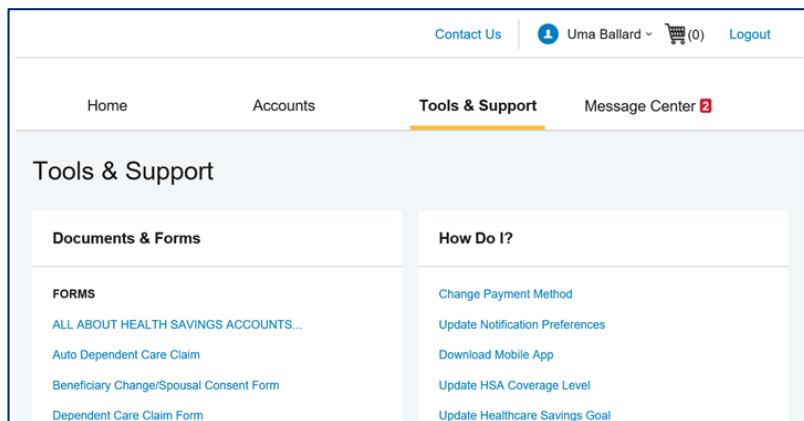 Contact Us
Uma Ballard
(0)
Logout
Home
Accounts
Tools & Support
Message Center 2
Tools & Support
Documents & Forms
FORMS
ALL ABOUT HEALTH SAVINGS ACCOUNTS...
Auto Dependent Care Claim
Beneficiary Change/Spousal Consent Form
Dependent Care Claim Form
How Do I?
Change Payment Method
Update Notification Preferences
Download Mobile App
Update HSA Coverage Level
Update Healthcare Savings Goal